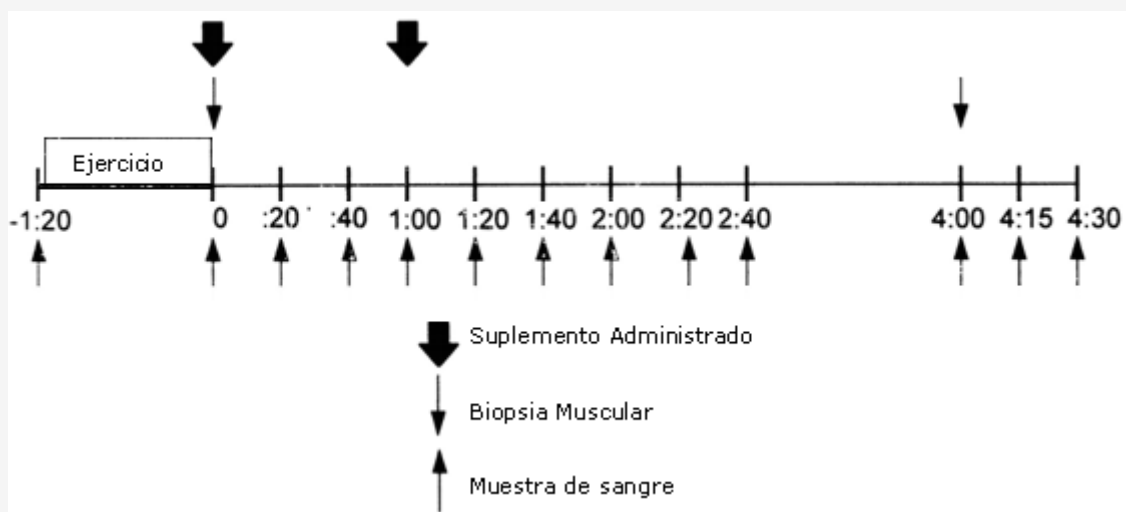 Ejercicio
-1:20 0 :20 :40 1:00 1:20 1:40 2:00 2:20 2:40 4:00 4:15 4:30
Suplemento Administrado
Biopsia Muscular
Muestra de sangre